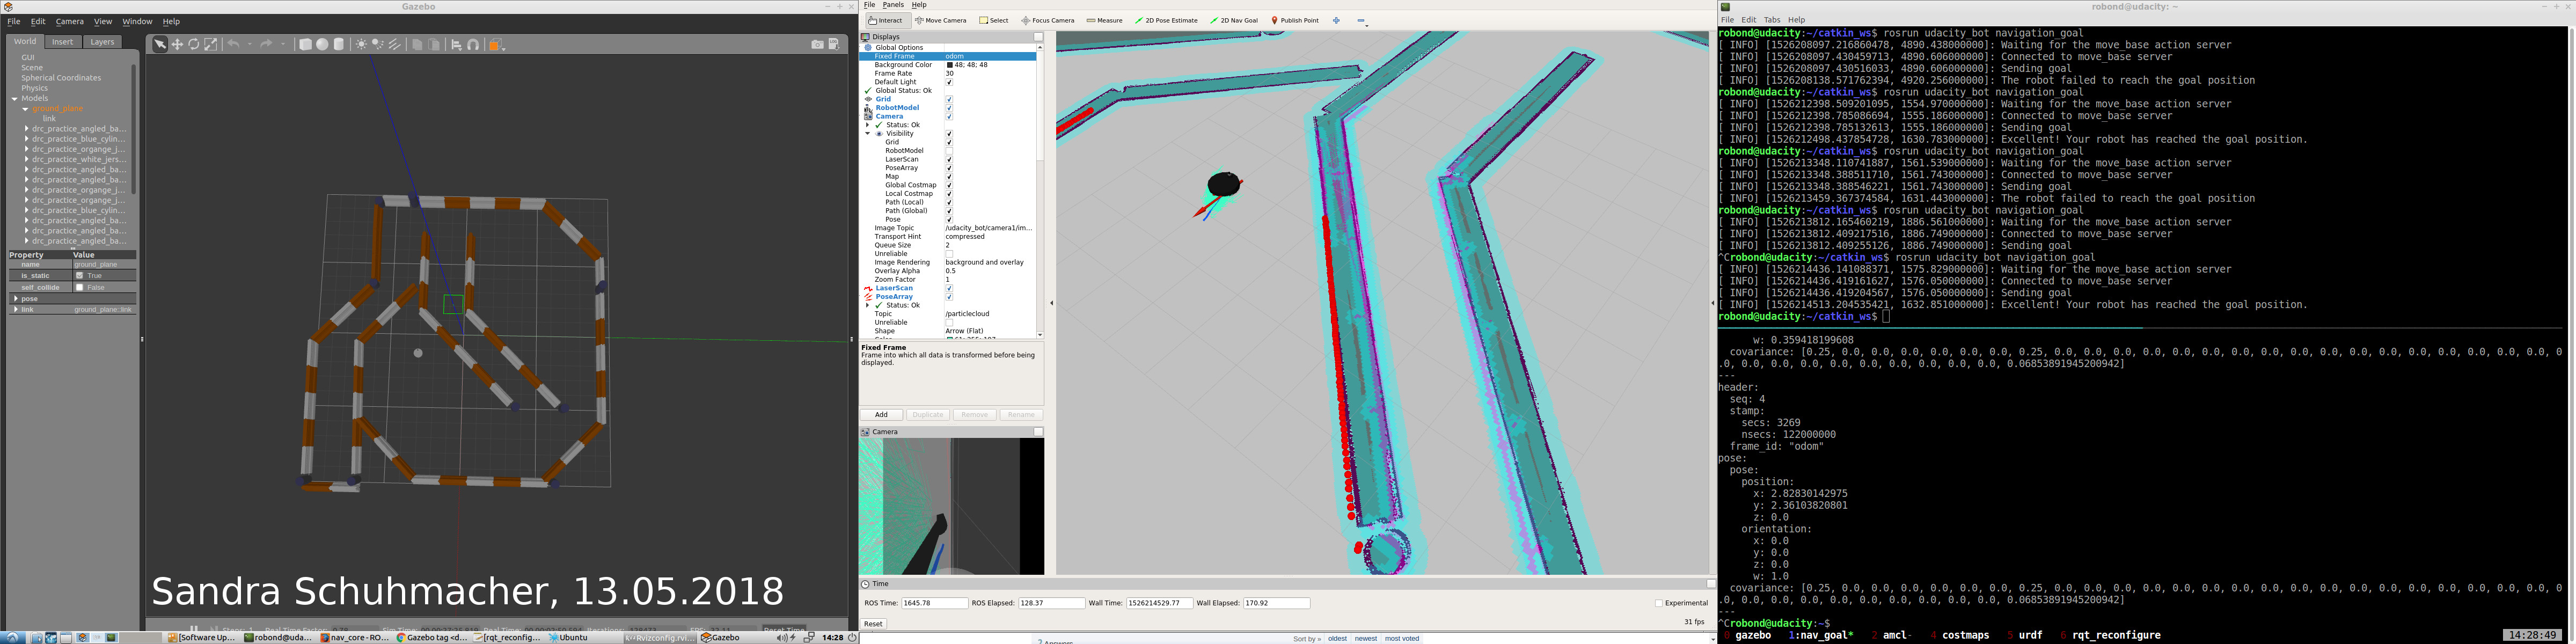 Gazebo
File Edit Camera View Window Help
World Insert Layers
GUI
Scene
Spherical Coordinates
Physics
Models
ground_plane
link
drc_practice_angled_ba...
drc_practice_blue_cylin...
drc_practice_organge_j...
drc_practice_white_jers...
drc_practice_angled_ba...
drc_practice_angled_ba...
drc_practice_organge_j...
drc_practice_organge_j...
drc_practice_blue_cylin...
drc_practice_angled_ba...
drc_practice_angled_ba...
drc_practice_angled_ba...
Property Value
name ground_plane
is_static True
self_collide False
pose
link ground_plane::link
Sandra Schuhmacher, 13.05.2018
[Software Up...
robond@uda...
nav_core - RO...
Gazebo tag <d...
[rqt_reconfig...
Ubuntu
Rvizconfig.rvi...
Gazebo
14:28
File Panels Help
Interact Move Camera Select Focus Camera Measure 2D Pose Estimate 2D Nav Goal Publish Point
Displays
Global Options
Fixed Frame odom
Background Color 48; 48; 48
Frame Rate 30
Default Light
Global Status: Ok
Grid
RobotModel
Camera
Status: Ok
Visibility
Grid
RobotModel
LaserScan
PoseArray
Map
Global Costmap
Local Costmap
Path (Local)
Path (Global)
Pose
Image Topic /udacity_bot/camera1/im...
Transport Hint compressed
Queue Size 2
Unreliable
Image Rendering background and overlay
Overlay Alpha 0.5
Zoom Factor 1
LaserScan
PoseArray
Status: Ok
Topic /particlecloud
Unreliable
Shape Arrow (Flat)
Fixed Frame
Frame into which all data is transformed before being
displayed.
Add Duplicate Remove Rename
Camera
Time
ROS Time: 1645.78 ROS Elapsed: 128.37 Wall Time: 1526214529.77 Wall Elapsed: 170.92 Experimental
Reset 31 fps
Sort by » oldest newest most voted
robond@udacity: ~
File Edit Tabs Help
robond@udacity:~/catkin_ws$ rosrun udacity_bot navigation_goal
[ INFO] [1526208097.216860478, 4890.438000000]: Waiting for the move_base action server
[ INFO] [1526208097.430459713, 4890.606000000]: Connected to move_base server
[ INFO] [1526208097.430516033, 4890.606000000]: Sending goal
[ INFO] [1526208138.571762394, 4920.256000000]: The robot failed to reach the goal position
robond@udacity:~/catkin_ws$ rosrun udacity_bot navigation_goal
[ INFO] [1526212398.509201095, 1554.970000000]: Waiting for the move_base action server
[ INFO] [1526212398.785086694, 1555.186000000]: Connected to move_base server
[ INFO] [1526212398.785132613, 1555.186000000]: Sending goal
[ INFO] [1526212498.437854728, 1630.783000000]: Excellent! Your robot has reached the goal position.
robond@udacity:~/catkin_ws$ rosrun udacity_bot navigation_goal
[ INFO] [1526213348.110741887, 1561.539000000]: Waiting for the move_base action server
[ INFO] [1526213348.388511710, 1561.743000000]: Connected to move_base server
[ INFO] [1526213348.388546221, 1561.743000000]: Sending goal
[ INFO] [1526213459.367374584, 1631.443000000]: The robot failed to reach the goal position
robond@udacity:~/catkin_ws$ rosrun udacity_bot navigation_goal
[ INFO] [1526213812.165460219, 1886.561000000]: Waiting for the move_base action server
[ INFO] [1526213812.409217516, 1886.749000000]: Connected to move_base server
[ INFO] [1526213812.409255126, 1886.749000000]: Sending goal
^Crobond@udacity:~/catkin_ws$ rosrun udacity_bot navigation_goal
[ INFO] [1526214436.141088371, 1575.829000000]: Waiting for the move_base action server
[ INFO] [1526214436.419161627, 1576.050000000]: Connected to move_base server
[ INFO] [1526214436.419204567, 1576.050000000]: Sending goal
[ INFO] [1526214513.204535421, 1632.851000000]: Excellent! Your robot has reached the goal position.
robond@udacity:~/catkin_ws$
w: 0.359418199608
covariance: [0.25, 0.0, 0.0, 0.0, 0.0, 0.0, 0.0, 0.25, 0.0, 0.0, 0.0, 0.0, 0.0, 0.0, 0.0, 0.0, 0.0, 0.0, 0.0, 0.0, 0.0, 0.0, 0.0, 0.0, 0.0, 0.0, 0.0, 0.0, 0
.0, 0.0, 0.0, 0.0, 0.0, 0.0, 0.0, 0.06853891945200942]
---
header:
seq: 4
stamp:
secs: 3269
nsecs: 122000000
frame_id: "odom"
pose:
pose:
position:
x: 2.82830142975
y: 2.36103820801
z: 0.0
orientation:
x: 0.0
y: 0.0
z: 0.0
w: 1.0
covariance: [0.25, 0.0, 0.0, 0.0, 0.0, 0.0, 0.0, 0.25, 0.0, 0.0, 0.0, 0.0, 0.0, 0.0, 0.0, 0.0, 0.0, 0.0, 0.0, 0.0, 0.0, 0.0, 0.0, 0.0, 0.0, 0.0, 0.0, 0.0, 0
.0, 0.0, 0.0, 0.0, 0.0, 0.0, 0.0, 0.06853891945200942]
---
^Crobond@udacity:~$
0 gazebo 1:nav_goal* 2 amcl- 4 costmaps 5 urdf 6 rqt_reconfigure 14:28:49